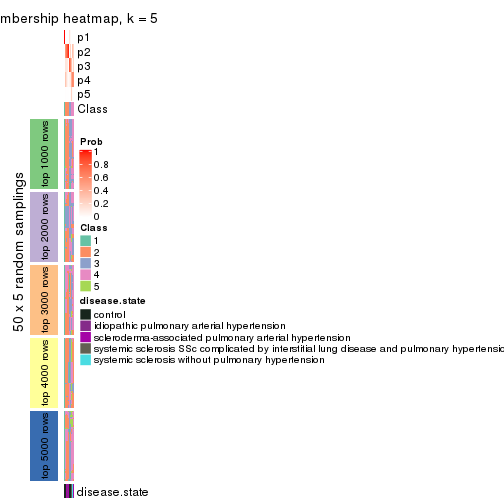 mbership heatmap, k = 5
p1
p2
p3
p4
p5
Class
50 x 5 random samplings
top 1000 rows
top 2000 rows
top 3000 rows
top 4000 rows
top 5000 rows
Prob
1
0.8
0.6
0.4
0.2
0
Class
1
2
3
4
5
disease.state
control
idiopathic pulmonary arterial hypertension
scleroderma-associated pulmonary arterial hypertension
systemic sclerosis SSc complicated by interstitial lung disease and pulmonary hypertensio
systemic sclerosis without pulmonary hypertension
disease.state